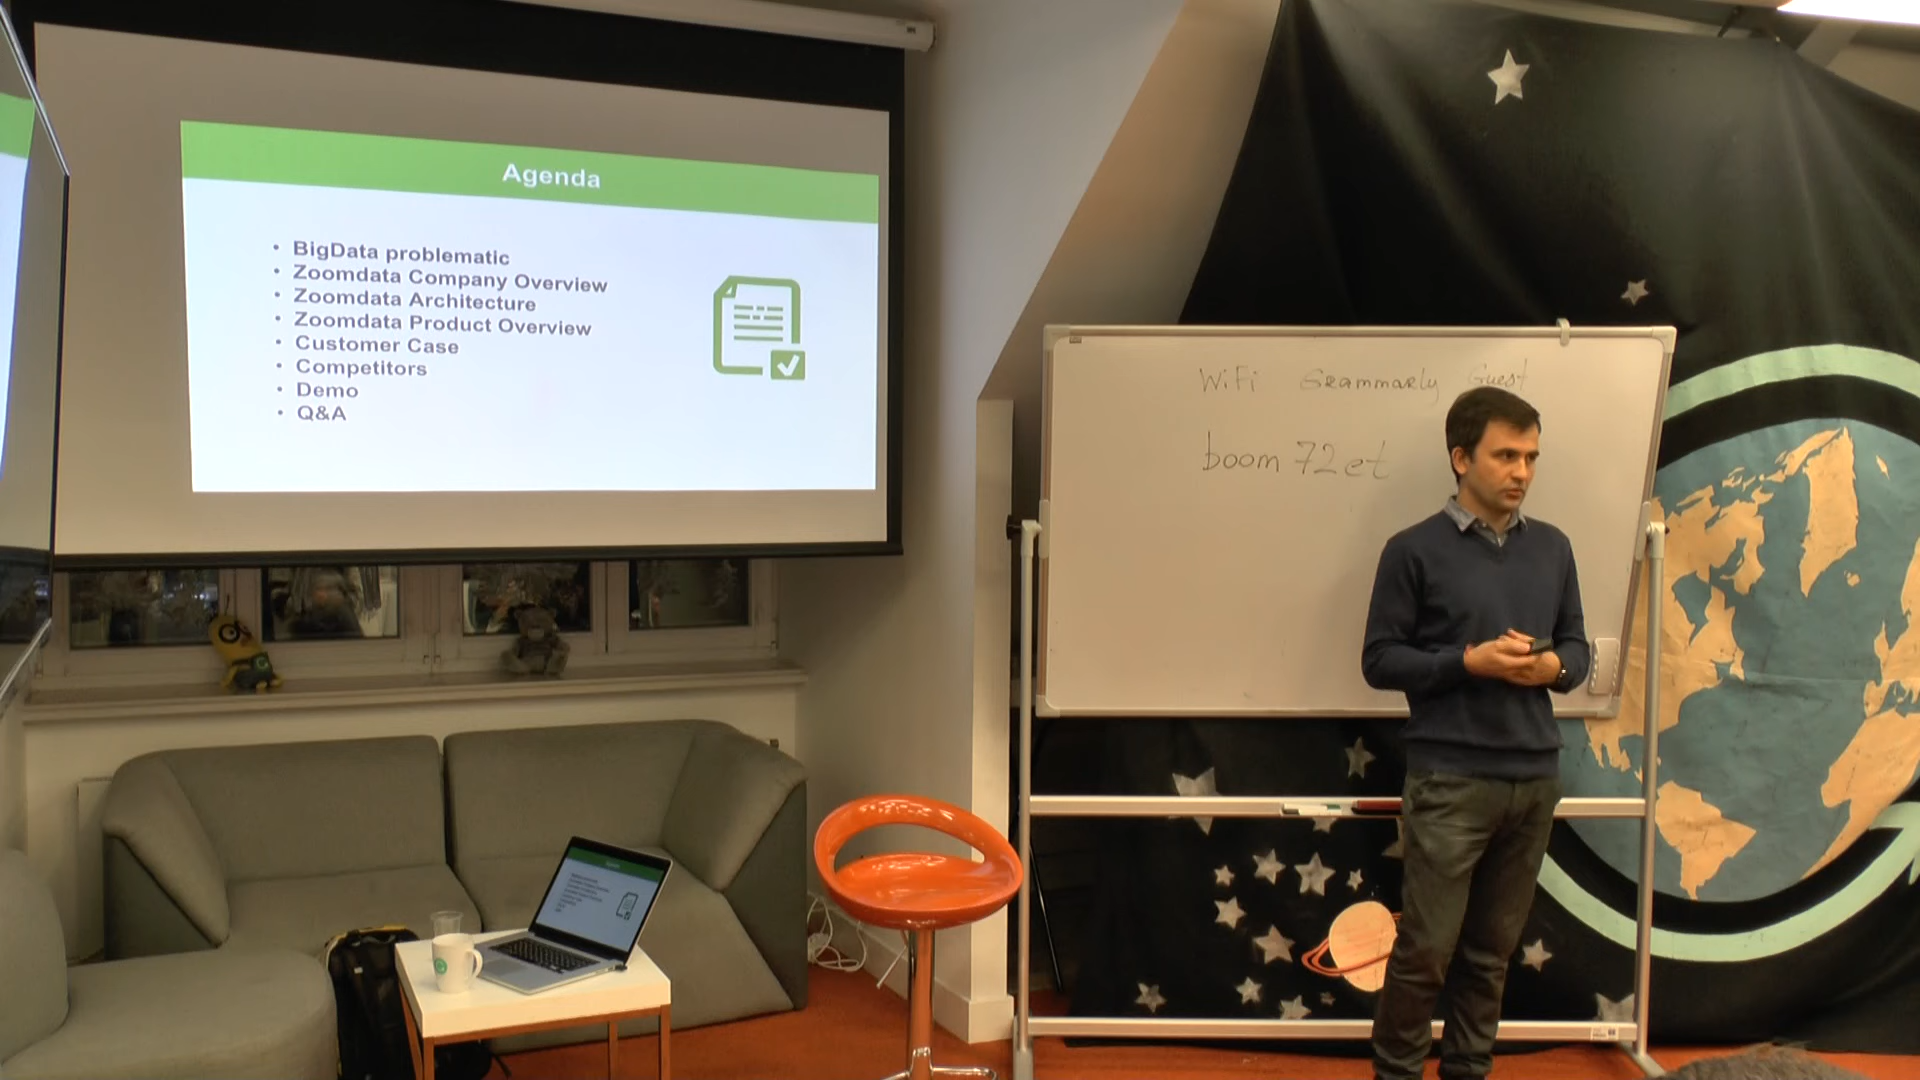 Agenda
• BigData problematic
• Zoomdata Company Overview
• Zoomdata Architecture
• Zoomdata Product Overview
• Customer Case
• Competitors
• Demo
• Q&A
WiFi Grammarly Guest
boom72et
Agenda